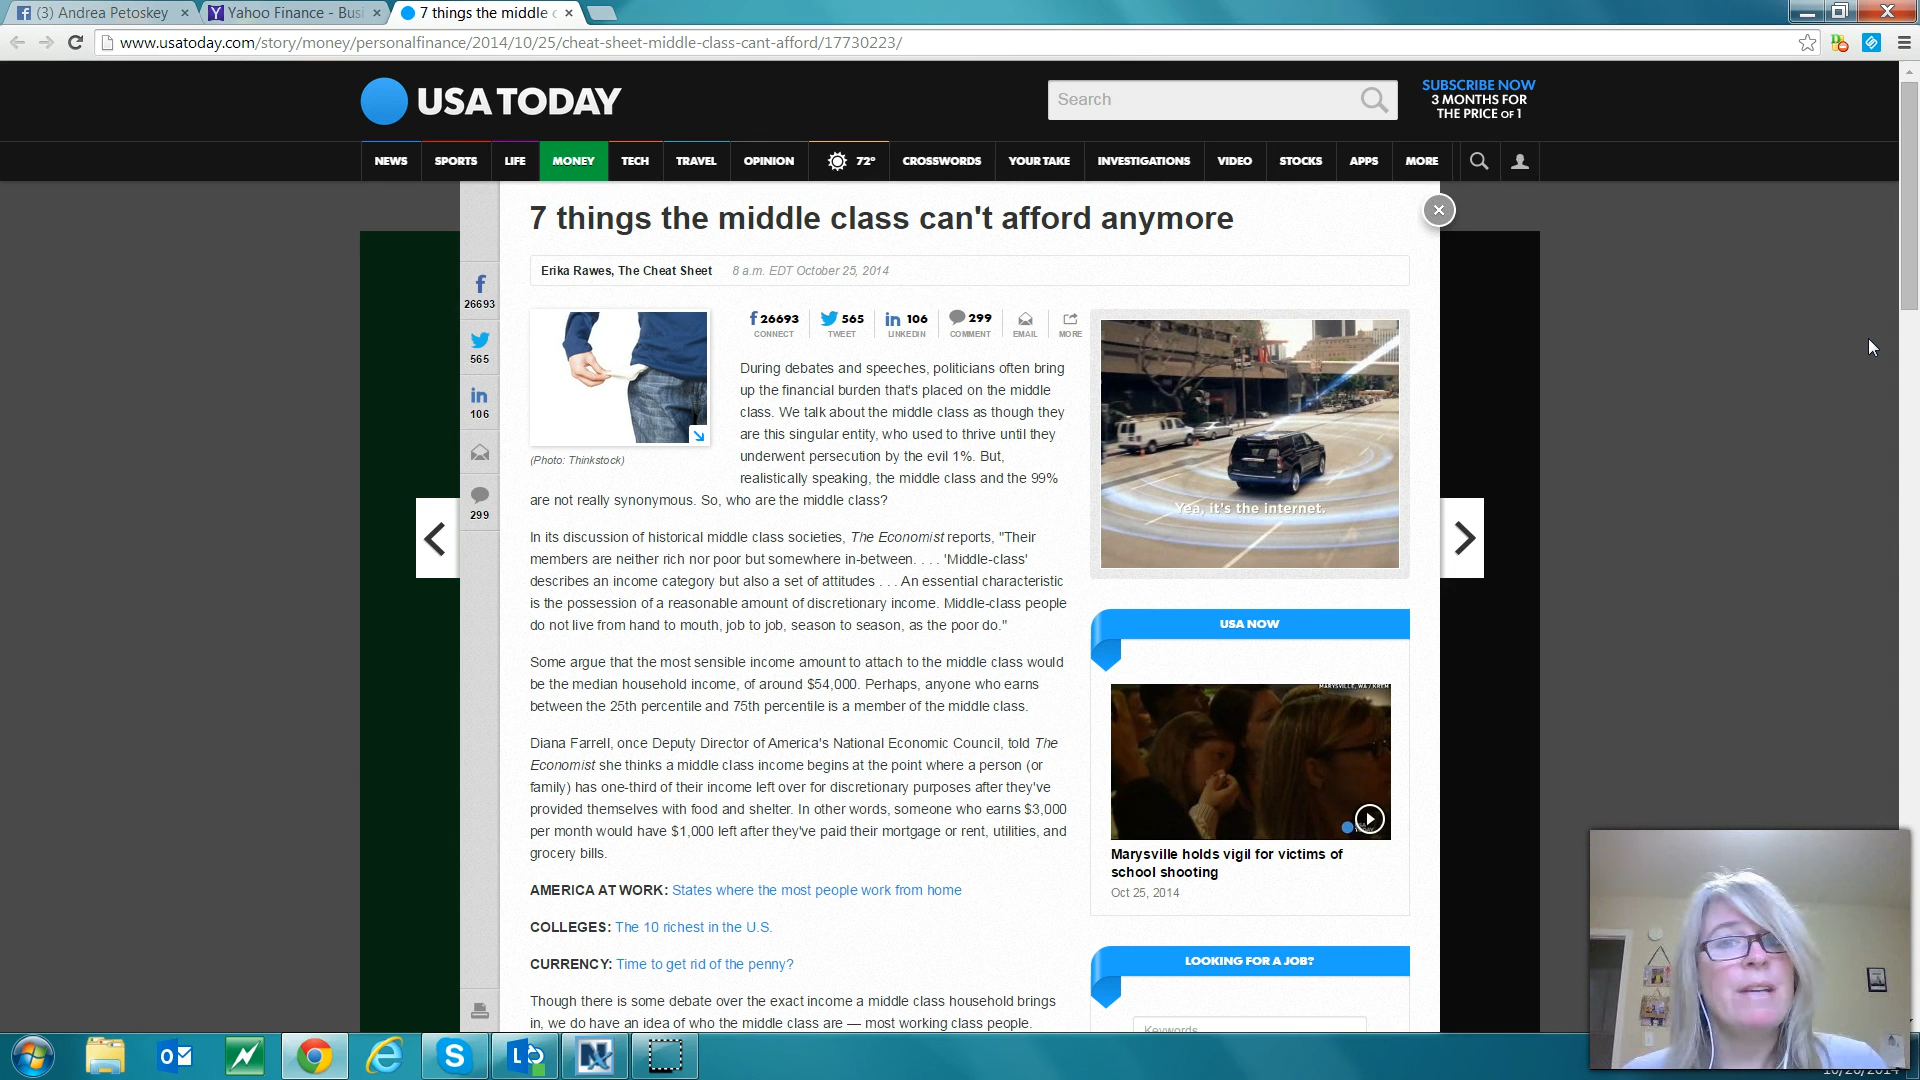 (3) Andrea Petoskey
Yahoo Finance - Busi
7 things the middle c
www.usatoday.com/story/money/personalfinance/2014/10/25/cheat-sheet-middle-class-cant-afford/17730223/
USA TODAY
Search
SUBSCRIBE NOW
3 MONTHS FOR
THE PRICE OF 1
NEWS SPORTS LIFE MONEY TECH TRAVEL OPINION 72° CROSSWORDS YOUR TAKE INVESTIGATIONS VIDEO STOCKS APPS MORE
7 things the middle class can't afford anymore
Erika Rawes, The Cheat Sheet 8 a.m. EDT October 25, 2014
26693
565
106
299
(Photo: Thinkstock)
26693 565 106 299
CONNECT TWEET LINKEDIN COMMENT EMAIL MORE
During debates and speeches, politicians often bring
up the financial burden that's placed on the middle
class. We talk about the middle class as though they
are this singular entity, who used to thrive until they
underwent persecution by the evil 1%. But,
realistically speaking, the middle class and the 99%
are not really synonymous. So, who are the middle class?
In its discussion of historical middle class societies, The Economist reports, "Their
members are neither rich nor poor but somewhere in-between. . . . 'Middle-class'
describes an income category but also a set of attitudes . . . An essential characteristic
is the possession of a reasonable amount of discretionary income. Middle-class people
do not live from hand to mouth, job to job, season to season, as the poor do."
Some argue that the most sensible income amount to attach to the middle class would
be the median household income, of around $54,000. Perhaps, anyone who earns
between the 25th percentile and 75th percentile is a member of the middle class.
Diana Farrell, once Deputy Director of America's National Economic Council, told The
Economist she thinks a middle class income begins at the point where a person (or
family) has one-third of their income left over for discretionary purposes after they've
provided themselves with food and shelter. In other words, someone who earns $3,000
per month would have $1,000 left after they've paid their mortgage or rent, utilities, and
grocery bills.
AMERICA AT WORK: States where the most people work from home
COLLEGES: The 10 richest in the U.S.
CURRENCY: Time to get rid of the penny?
Though there is some debate over the exact income a middle class household brings
in, we do have an idea of who the middle class are — most working class people.
Yea, it's the internet.
USA NOW
MARYSVILLE, WA / KREM
Marysville holds vigil for victims of
school shooting
Oct 25, 2014
LOOKING FOR A JOB?
Keywords